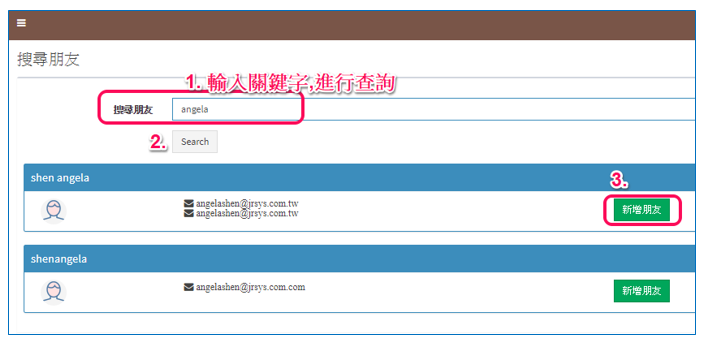 搜尋朋友
1. 輸入關鍵字,進行查詢
搜尋朋友 angela
2. Search
shen angela
3.
angelashen@jrsys.com.tw
angelashen@jrsys.com.tw
新增朋友
shenangela
angelashen@jrsys.com.com
新增朋友